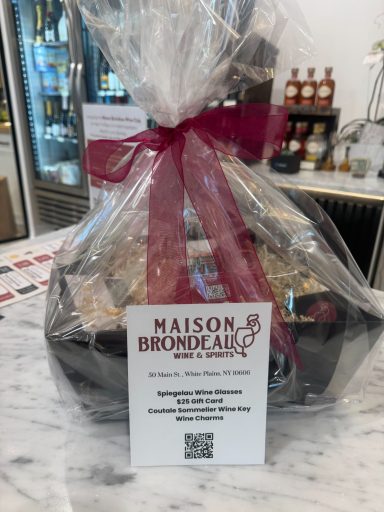 MAISON
BRONDEAU
WINE & SPIRITS
50 Main St., White Plains, NY 10606
Spiegelau Wine Glasses
$25 Gift Card
Coutale Sommelier Wine Key
Wine Charms